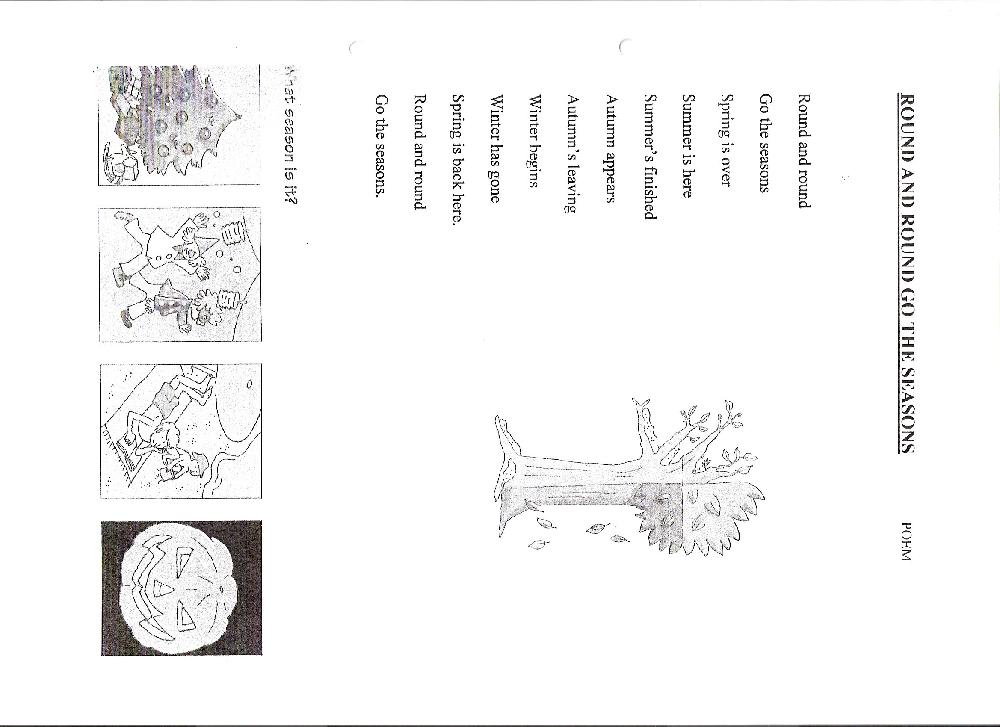 ROUND AND ROUND GO THE SEASONS POEM
Round and round
Go the seasons
Spring is over
Summer is here
Summer's finished
Autumn appears
Autumn's leaving
Winter begins
Winter has gone
Spring is back here.
Round and round
Go the seasons.
What season is it?